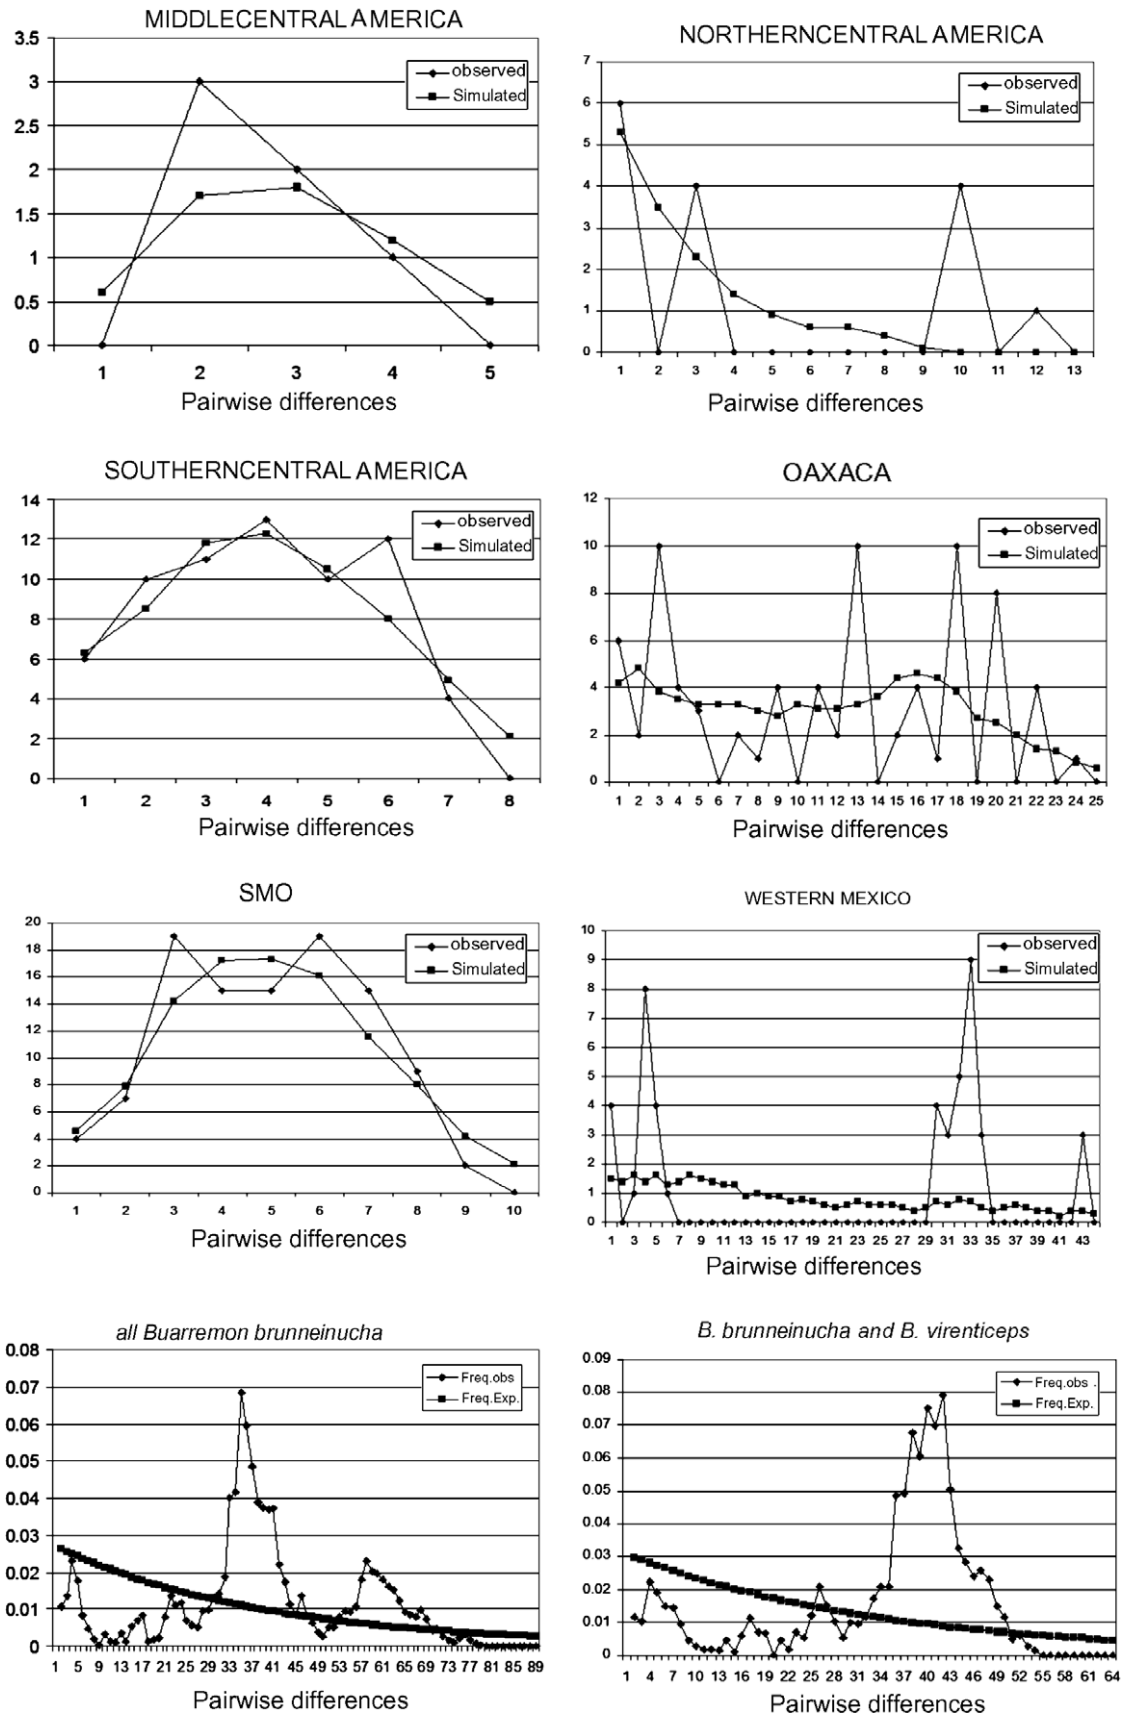 MIDDLECENTRAL AMERICA
3.5
3
2.5
2
1.5
1
0.5
0
observed
Simulated
1 2 3 4 5
Pairwise differences
NORTHERNCENTRAL AMERICA
7
6
5
4
3
2
1
0
observed
Simulated
1 2 3 4 5 6 7 8 9 10 11 12 13
Pairwise differences
SOUTHERNCENTRAL AMERICA
14
12
10
8
6
4
2
0
observed
Simulated
1 2 3 4 5 6 7 8
Pairwise differences
OAXACA
12
10
8
6
4
2
0
observed
Simulated
1 2 3 4 5 6 7 8 9 10 11 12 13 14 15 16 17 18 19 20 21 22 23 24 25
Pairwise differences
SMO
20
18
16
14
12
10
8
6
4
2
0
observed
Simulated
1 2 3 4 5 6 7 8 9 10
Pairwise differences
WESTERN MEXICO
10
9
8
7
6
5
4
3
2
1
0
observed
Simulated
1 3 5 7 9 11 13 15 17 19 21 23 25 27 29 31 33 35 37 39 41 43
Pairwise differences
all Buarremon brunneinucha
0.08
0.07
0.06
0.05
0.04
0.03
0.02
0.01
0
Freq.obs
Freq.Exp.
1 5 9 13 17 21 25 29 33 37 41 45 49 53 57 61 65 69 73 77 81 85 89
Pairwise differences
B. brunneinucha and B. virenticeps
0.09
0.08
0.07
0.06
0.05
0.04
0.03
0.02
0.01
0
Freq.obs .
Freq.Exp.
1 4 7 10 13 16 19 22 25 28 31 34 37 40 43 46 49 52 55 58 61 64
Pairwise differences